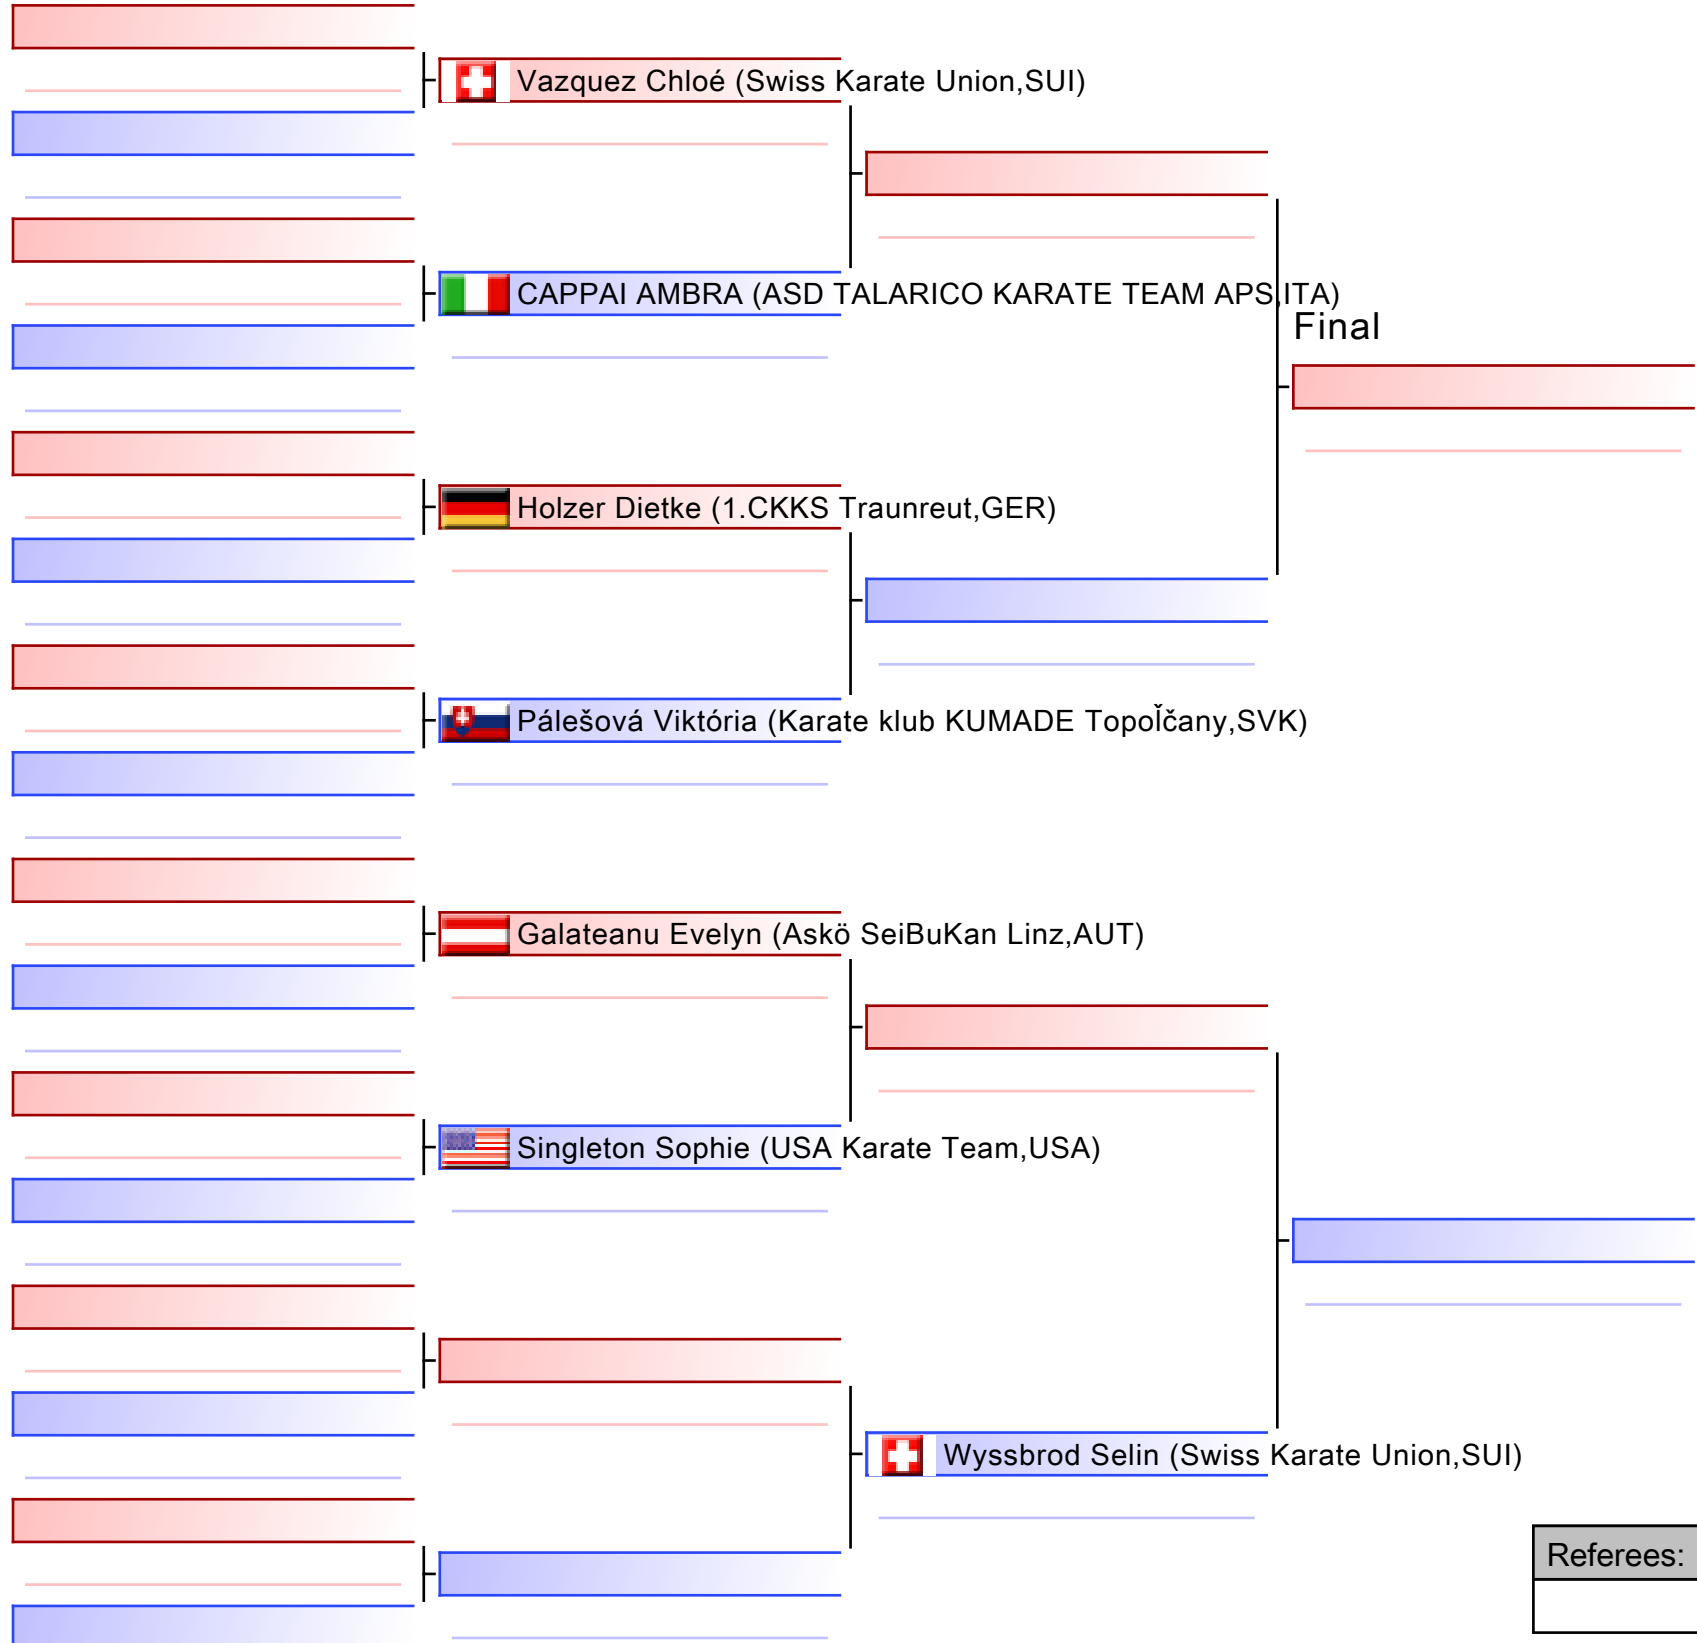 Vazquez Chloé (Swiss Karate Union,SUI)
CAPPAI AMBRA (ASD TALARICO KARATE TEAM APS,ITA)
Final
Holzer Dietke (1.CKKS Traunreut,GER)
Pálešová Viktória (Karate klub KUMADE Topoľčany,SVK)
Galateanu Evelyn (Askö SeiBuKan Linz,AUT)
Singleton Sophie (USA Karate Team,USA)
Wyssbrod Selin (Swiss Karate Union,SUI)
Referees: